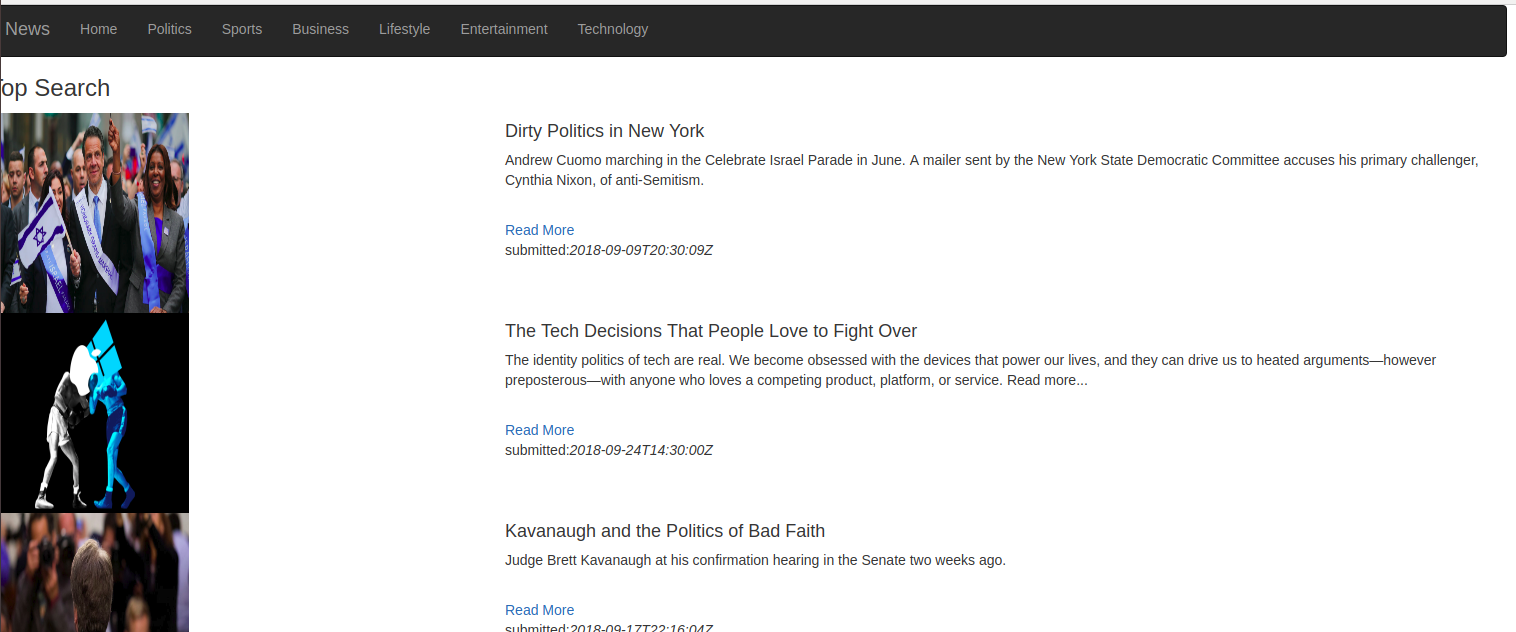 News Home Politics Sports Business Lifestyle Entertainment Technology
Top Search
Dirty Politics in New York
Andrew Cuomo marching in the Celebrate Israel Parade in June. A mailer sent by the New York State Democratic Committee accuses his primary challenger,
Cynthia Nixon, of anti-Semitism.
Read More
submitted:2018-09-09T20:30:09Z
The Tech Decisions That People Love to Fight Over
The identity politics of tech are real. We become obsessed with the devices that power our lives, and they can drive us to heated arguments—however
preposterous—with anyone who loves a competing product, platform, or service. Read more...
Read More
submitted:2018-09-24T14:30:00Z
Kavanaugh and the Politics of Bad Faith
Judge Brett Kavanaugh at his confirmation hearing in the Senate two weeks ago.
Read More
submitted:2018-09-17T22:16:04Z